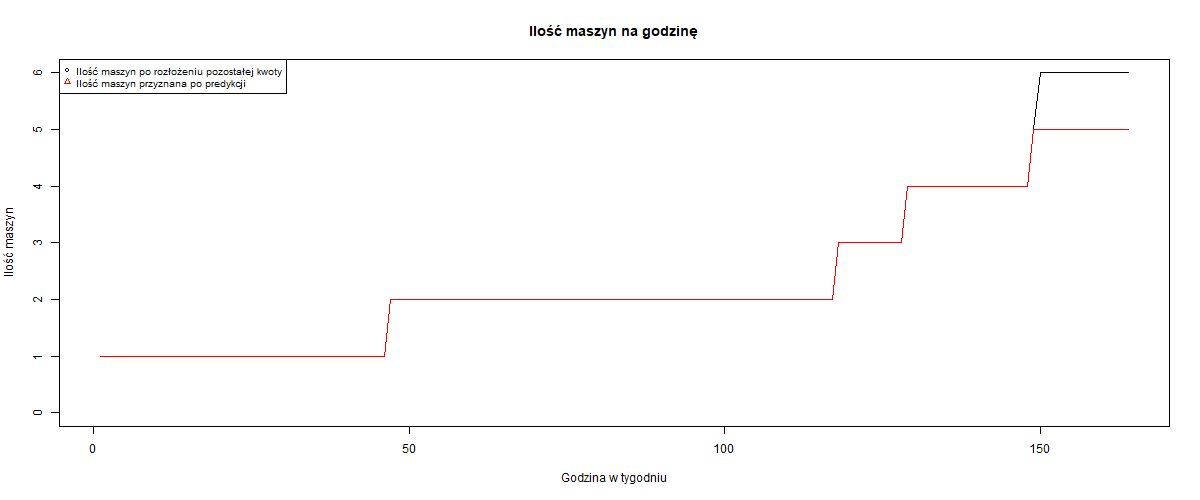 Ilość maszyn na godzinę
Ilość maszyn po rozłożeniu pozostałej kwoty
Ilość maszyn przyznana po predykcji
Ilość maszyn
6
5
4
3
2
1
0
0 50 100 150
Godzina w tygodniu